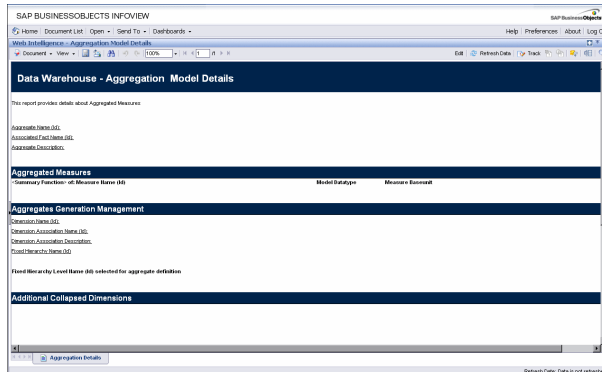 SAP BUSINESSOBJECTS INFOVIEW
SAP BusinessObjects
Home Document List Open Send To Dashboards
Help Preferences About Log O
Web Intelligence - Aggregation Model Details
Document View 100% 1 /1 Edit Refresh Data Track
Data Warehouse - Aggregation Model Details
This report provides details about Aggregated Measures
Aggregate Name (Id):
Associated Fact Name (Id):
Aggregate Description:
Aggregated Measures
<Summary Function> of: Measure Name (Id) Model Datatype Measure Baseunit
Aggregates Generation Management
Dimension Name (Id):
Dimension Association Name (Id):
Dimension Association Description:
Fixed Hierarchy Name (Id)
Fixed Hierarchy Level Name (Id) selected for aggregate definition
Additional Collapsed Dimensions
Aggregation Details
Refresh Date: Data is not refreshe